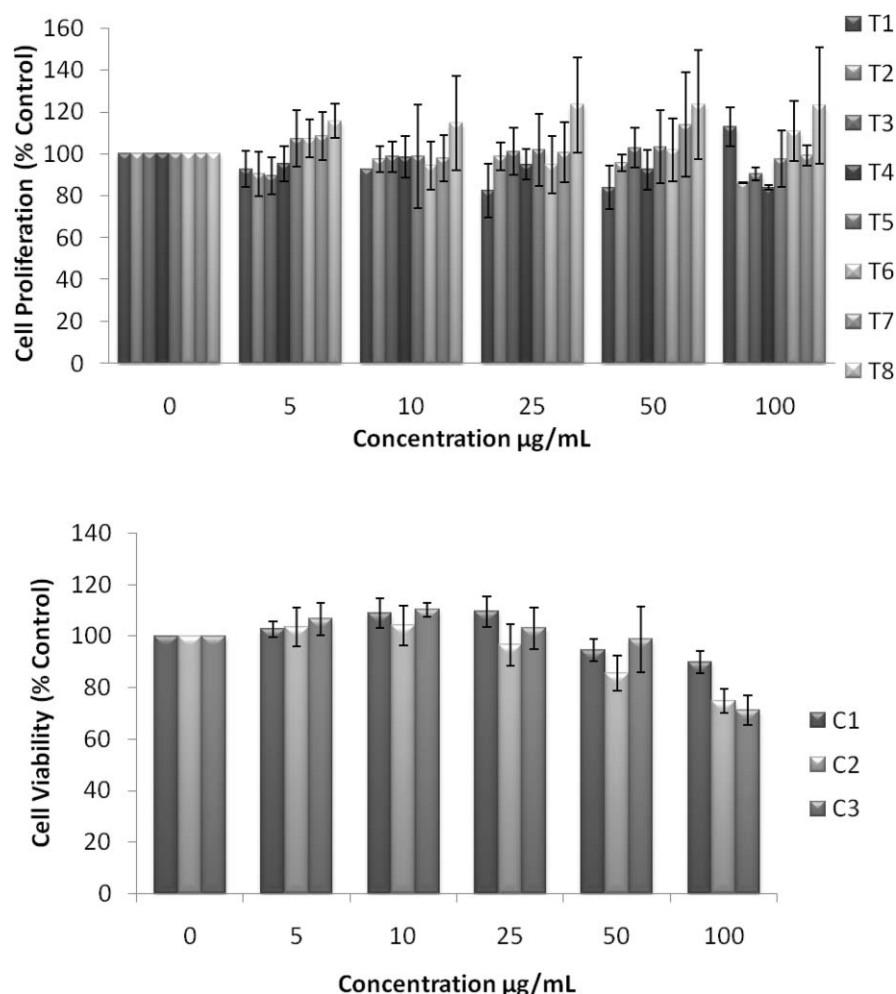 Cell Proliferation (% Control)
160
140
120
100
80
60
40
20
0
0 5 10 25 50 100
Concentration µg/mL
T1
T2
T3
T4
T5
T6
T7
T8
Cell Viability (% Control)
140
120
100
80
60
40
20
0
0 5 10 25 50 100
Concentration µg/mL
C1
C2
C3